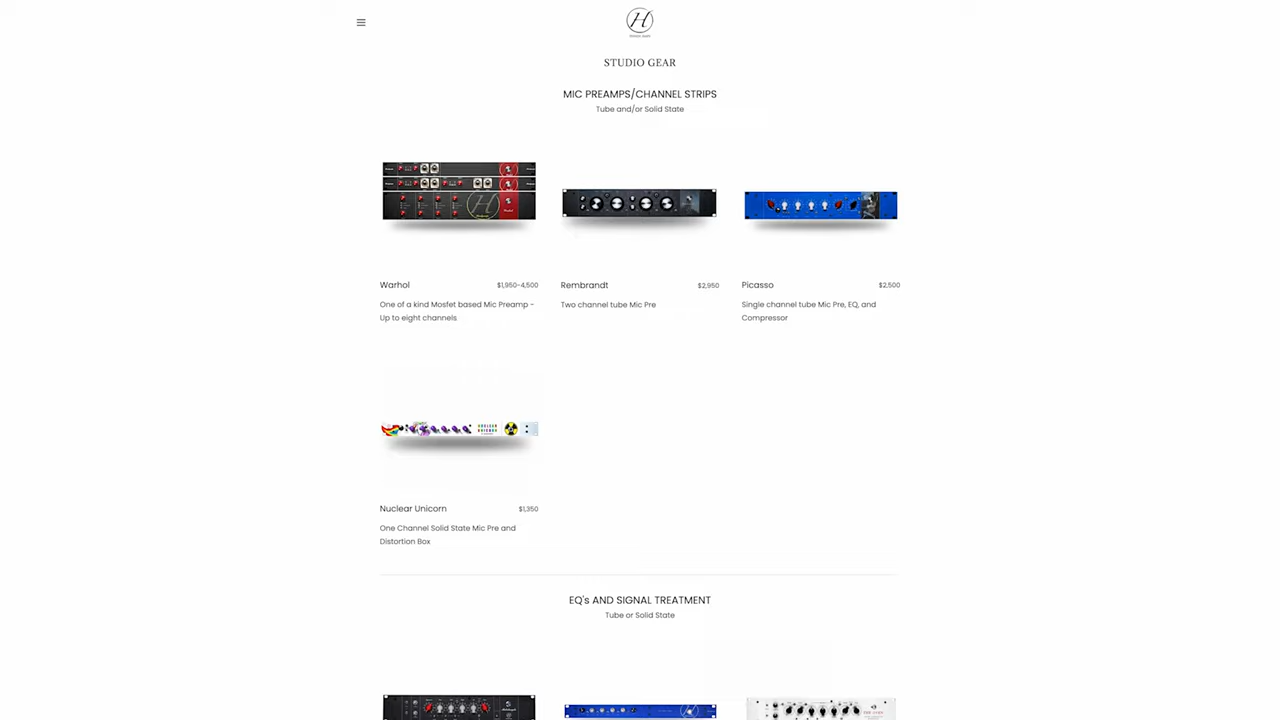 H
STUDIO GEAR
MIC PREAMPS/CHANNEL STRIPS
Tube and/or Solid State
Warhol $1,950-4,500
One of a kind Mosfet based Mic Preamp -
Up to eight channels
Rembrandt $2,950
Two channel tube Mic Pre
Picasso $2,500
Single channel tube Mic Pre, EQ, and
Compressor
Nuclear Unicorn $1,350
One Channel Solid State Mic Pre and
Distortion Box
EQ's AND SIGNAL TREATMENT
Tube or Solid State